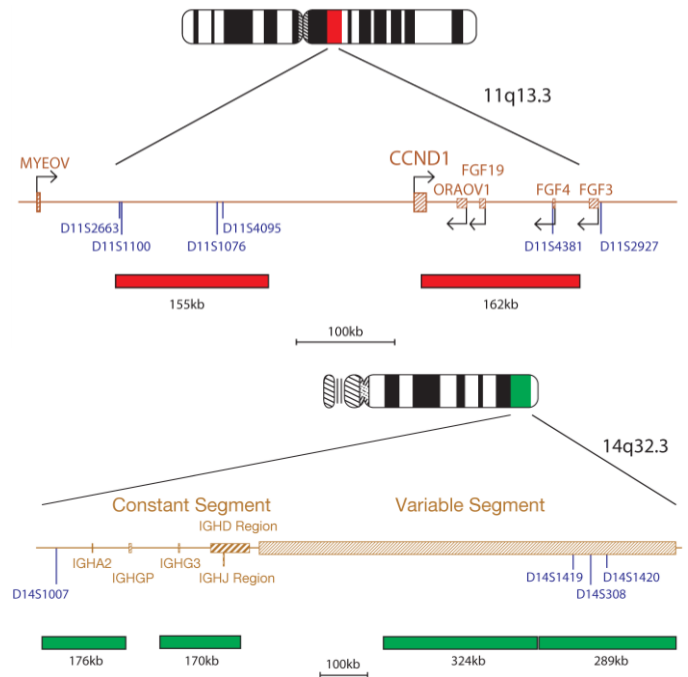 11q13.3
MYEOV
CCND1
FGF19
ORAOV1
FGF4
FGF3
D11S2663
D11S4095
D11S1100
D11S1076
D11S4381
D11S2927
155kb
162kb
100kb
14q32.3
Constant Segment
Variable Segment
IGHD Region
IGHA2
IGHG3
IGHGP
IGHJ Region
D14S1007
D14S1419
D14S1420
D14S308
176kb
170kb
324kb
289kb
100kb